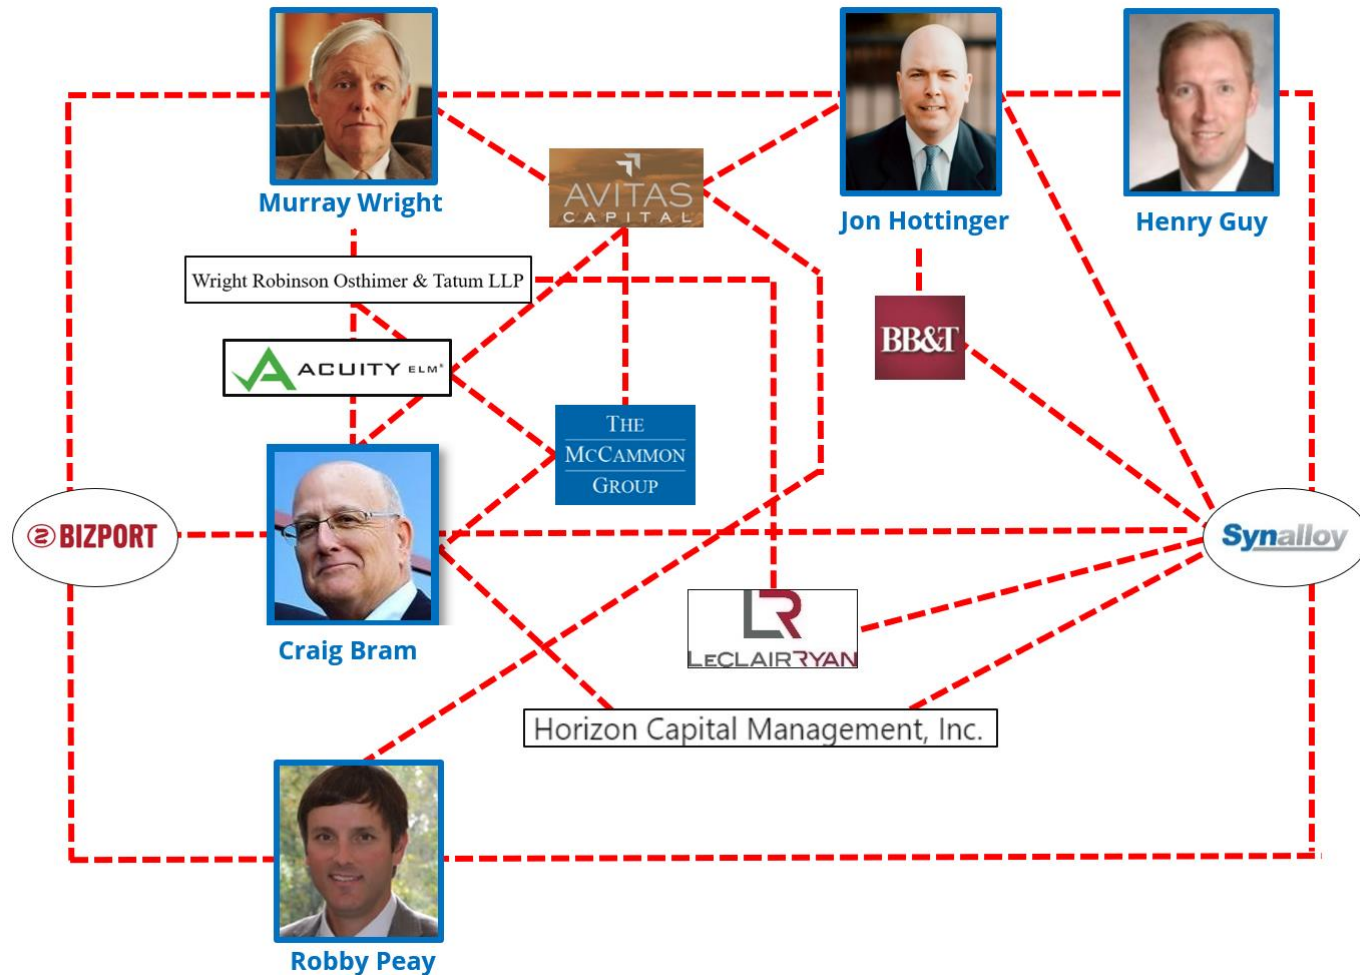 AVITAS
CAPITAL
Murray Wright
Jon Hottinger
Henry Guy
Wright Robinson Osthimer & Tatum LLP
BB&T
ACUITY ELM®
THE
MCCAMMON
GROUP
BIZPORT
Synalloy
LR
LECLAIRRYAN
Craig Bram
Horizon Capital Management, Inc.
Robby Peay